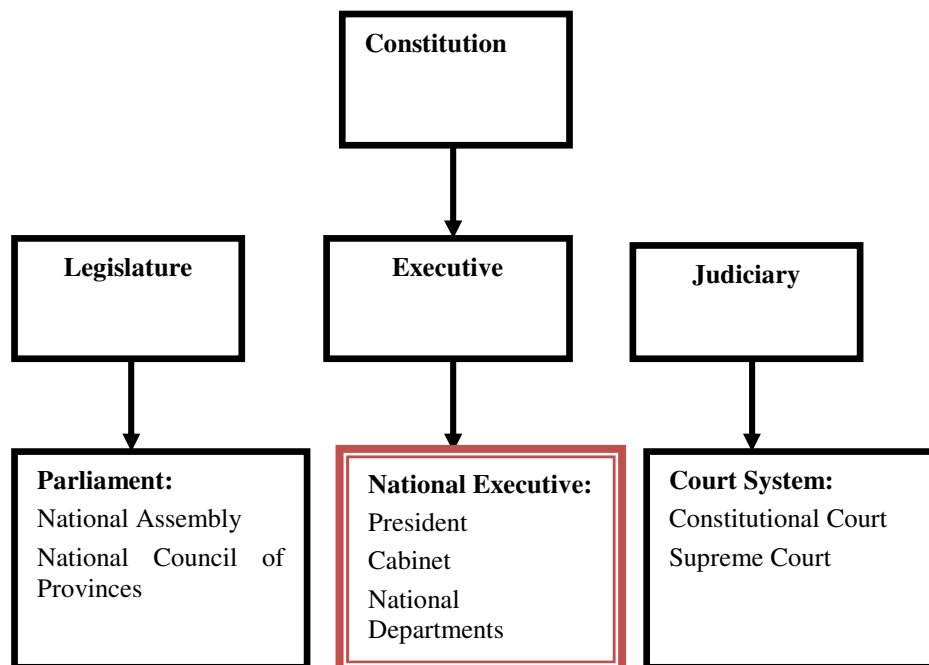 Constitution
Legislature
Executive
Judiciary
Parliament:
National Assembly
National Council of
Provinces
National Executive:
President
Cabinet
National
Departments
Court System:
Constitutional Court
Supreme Court